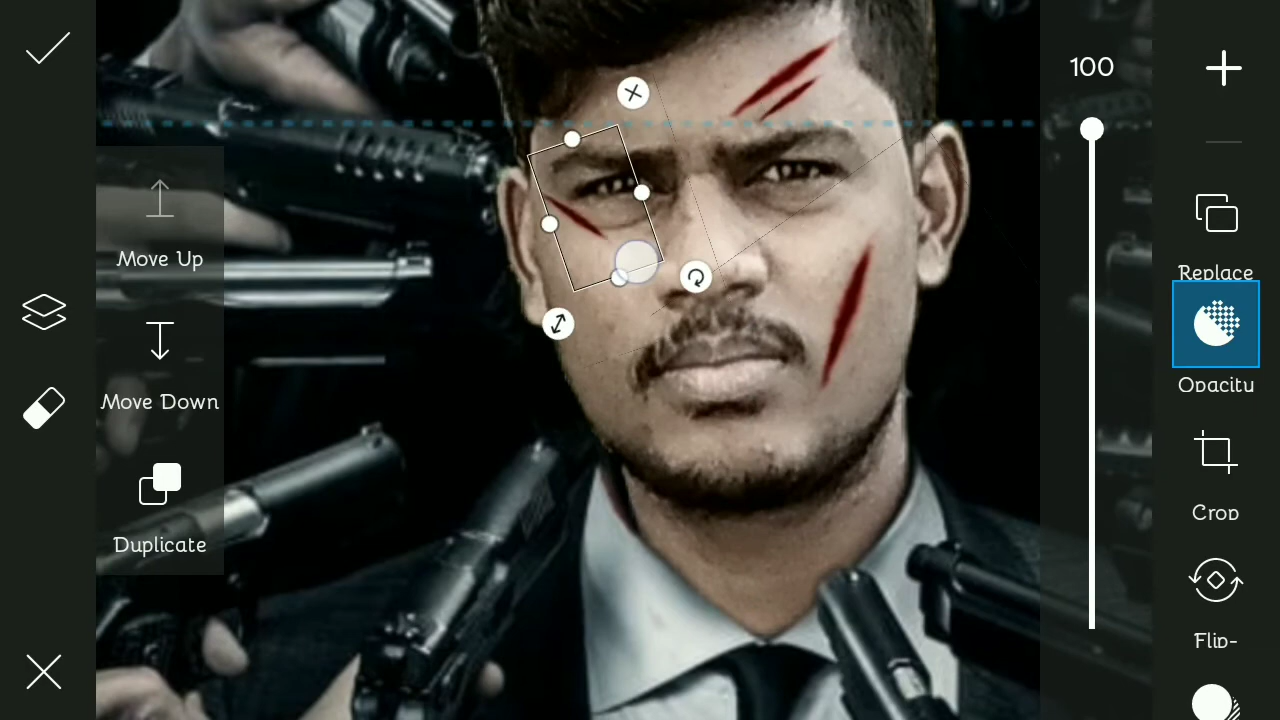 100
Move Up
Replace
Opacity
Move Down
Crop
Duplicate
Flip-